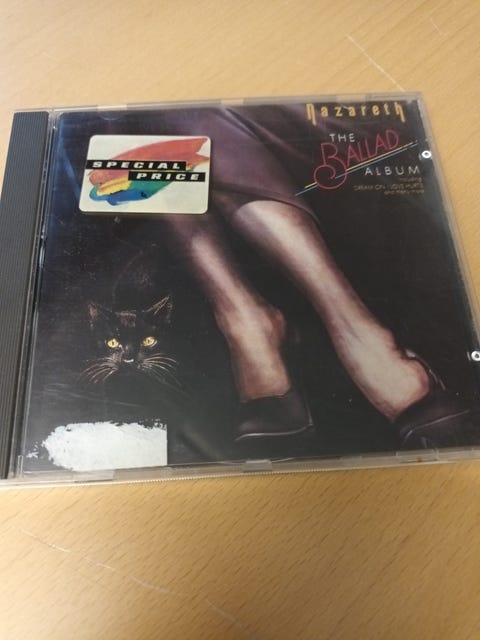 Nazareth
THE
BALLAD
ALBUM
including
DREAM ON · LOVE HURTS
and many more
SPECIAL
PRICE